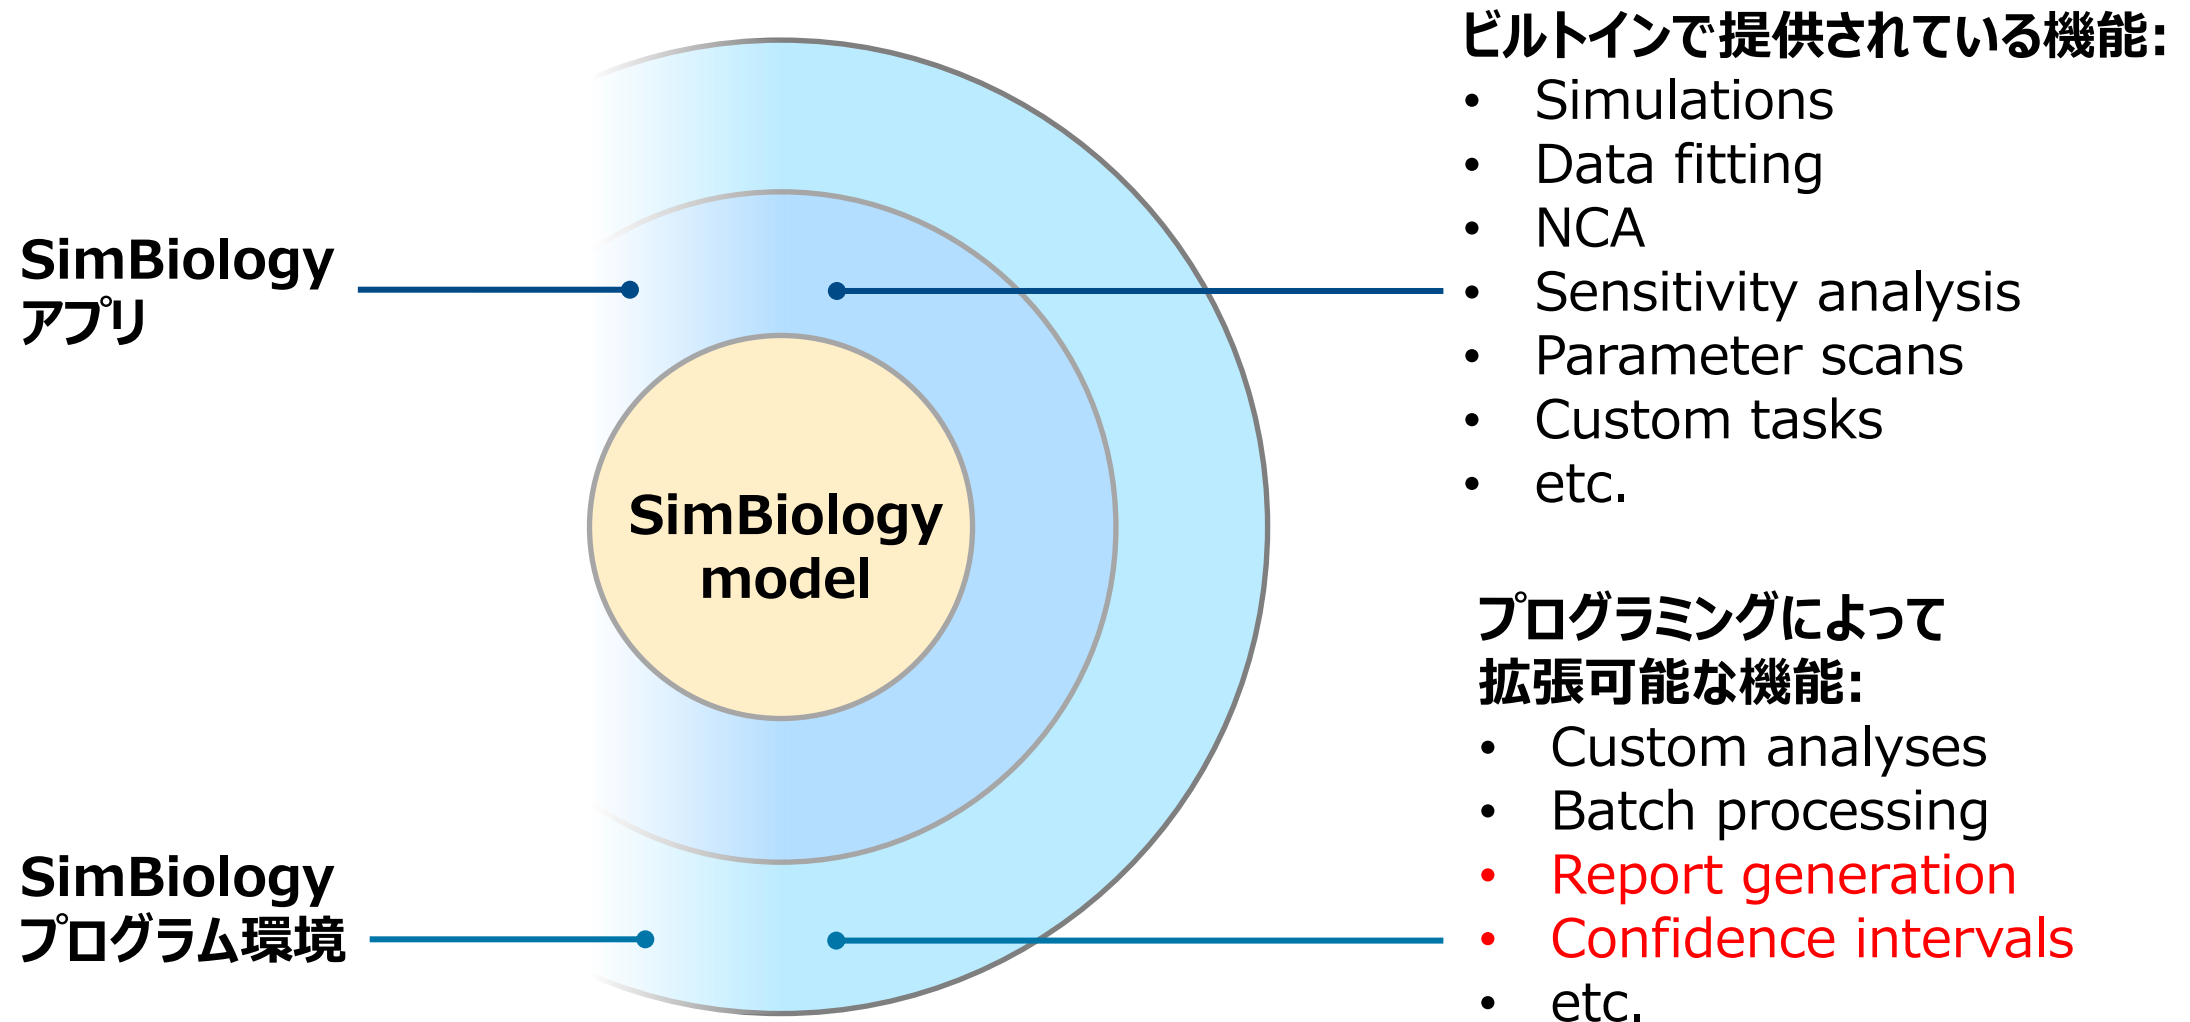 SimBiology
アプリ
SimBiology
プログラム環境
SimBiology
model
ビルトインで提供されている機能:
• Simulations
• Data fitting
• NCA
• Sensitivity analysis
• Parameter scans
• Custom tasks
• etc.
プログラミングによって
拡張可能な機能:
• Custom analyses
• Batch processing
• Report generation
• Confidence intervals
• etc.